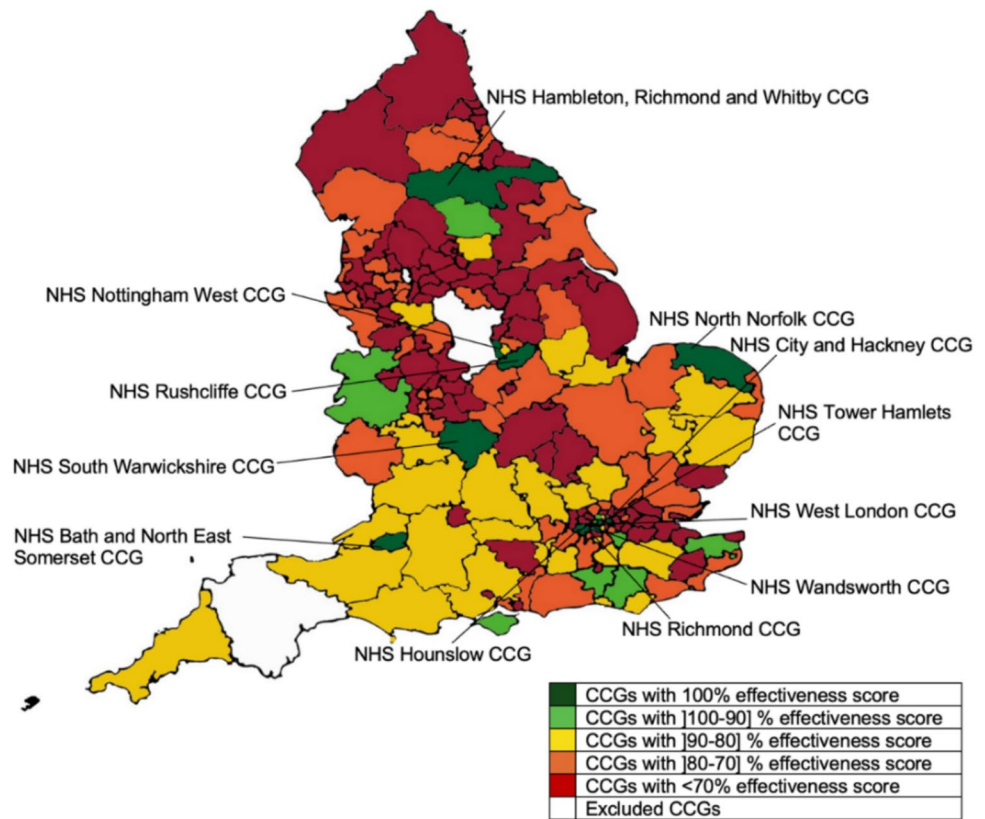 NHS Hambleton, Richmond and Whitby CCG
NHS Nottingham West CCG
NHS North Norfolk CCG
NHS City and Hackney CCG
NHS Rushcliffe CCG
NHS Tower Hamlets
CCG
NHS South Warwickshire CCG
NHS West London CCG
NHS Bath and North East
Somerset CCG
NHS Wandsworth CCG
NHS Richmond CCG
NHS Hounslow CCG
CCGs with 100% effectiveness score
CCGs with ]100-90] % effectiveness score
CCGs with ]90-80] % effectiveness score
CCGs with ]80-70] % effectiveness score
CCGs with <70% effectiveness score
Excluded CCGs